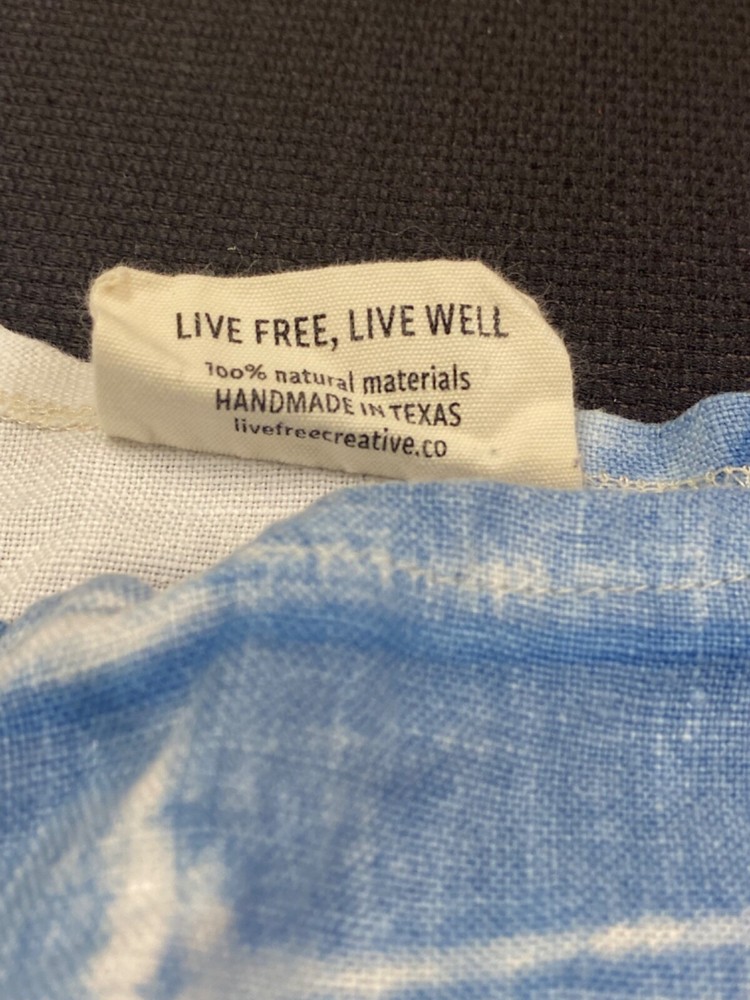 LIVE FREE, LIVE WELL
100% natural materials
HANDMADE IN TEXAS
livefreecreative.co